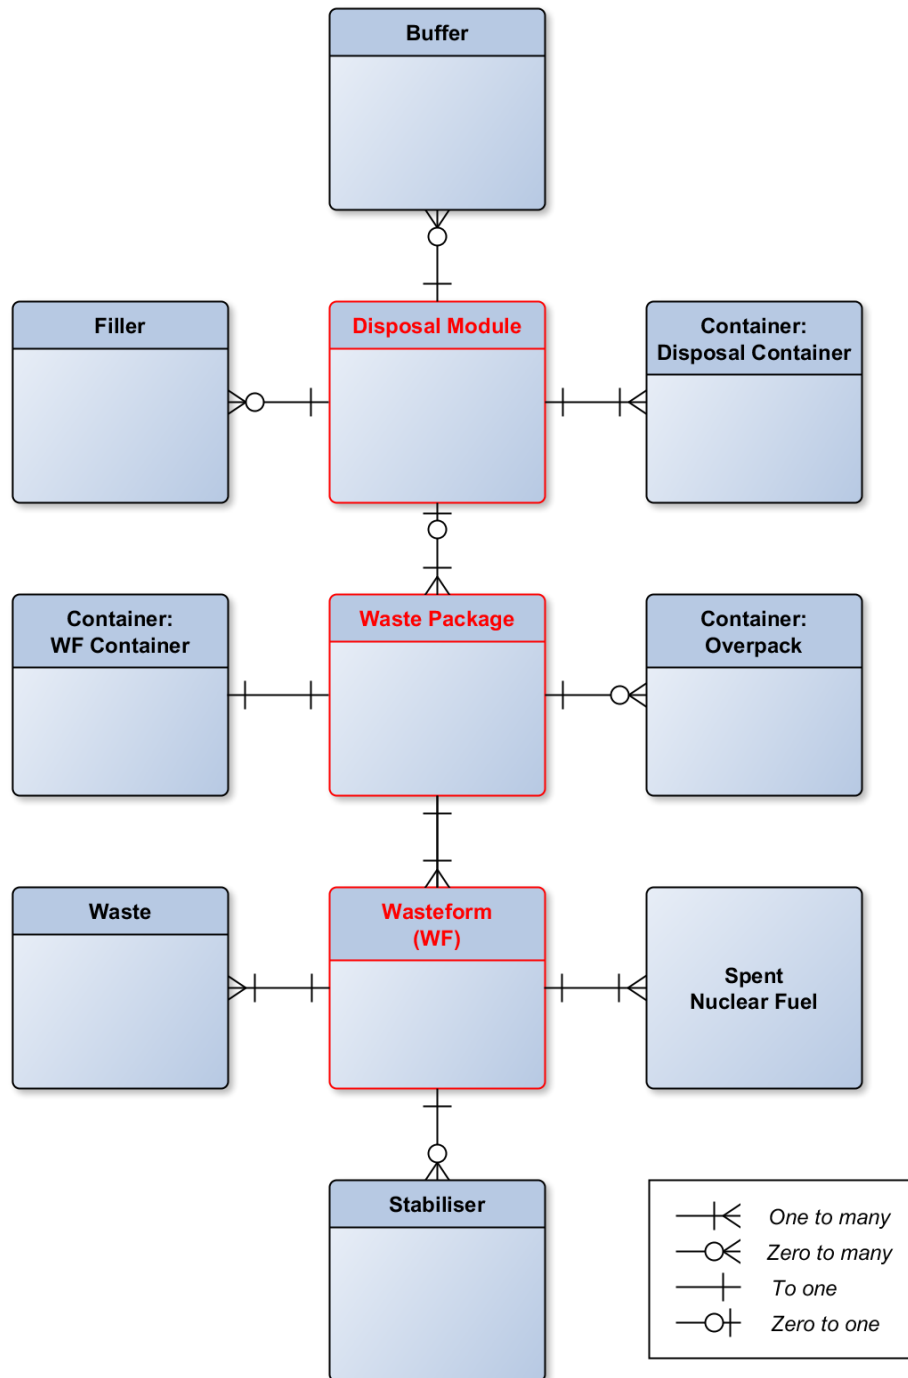 Buffer
Filler
Disposal Module
Container:
Disposal Container
Container:
WF Container
Waste Package
Container:
Overpack
Waste
Wasteform
(WF)
Spent
Nuclear Fuel
Stabiliser
One to many
Zero to many
To one
Zero to one